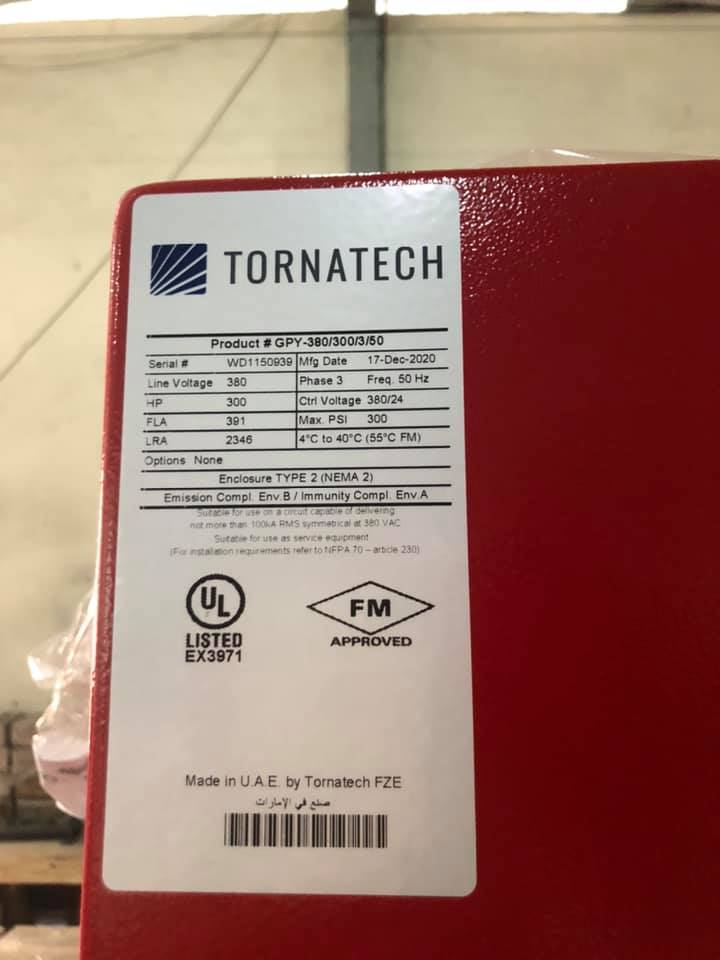 TORNATECH
Product # GPY-380/300/3/50
Serial # WD1150939 Mfg Date 17-Dec-2020
Line Voltage 380 Phase 3 Freq. 50 Hz
HP 300 Ctrl Voltage 380/24
FLA 391 Max. PSI 300
LRA 2346 4°C to 40°C (55°C FM)
Options None
Enclosure TYPE 2 (NEMA 2)
Emission Compl. Env.B / Immunity Compl. Env.A
Suitable for use on a circuit capable of delivering
not more than 100kA RMS symmetrical at 380 VAC
Suitable for use as service equipment
(For installation requirements refer to NFPA 70 – article 230)
UL
LISTED
EX3971
FM
APPROVED
Made in U.A.E. by Tornatech FZE
صنع في الإمارات